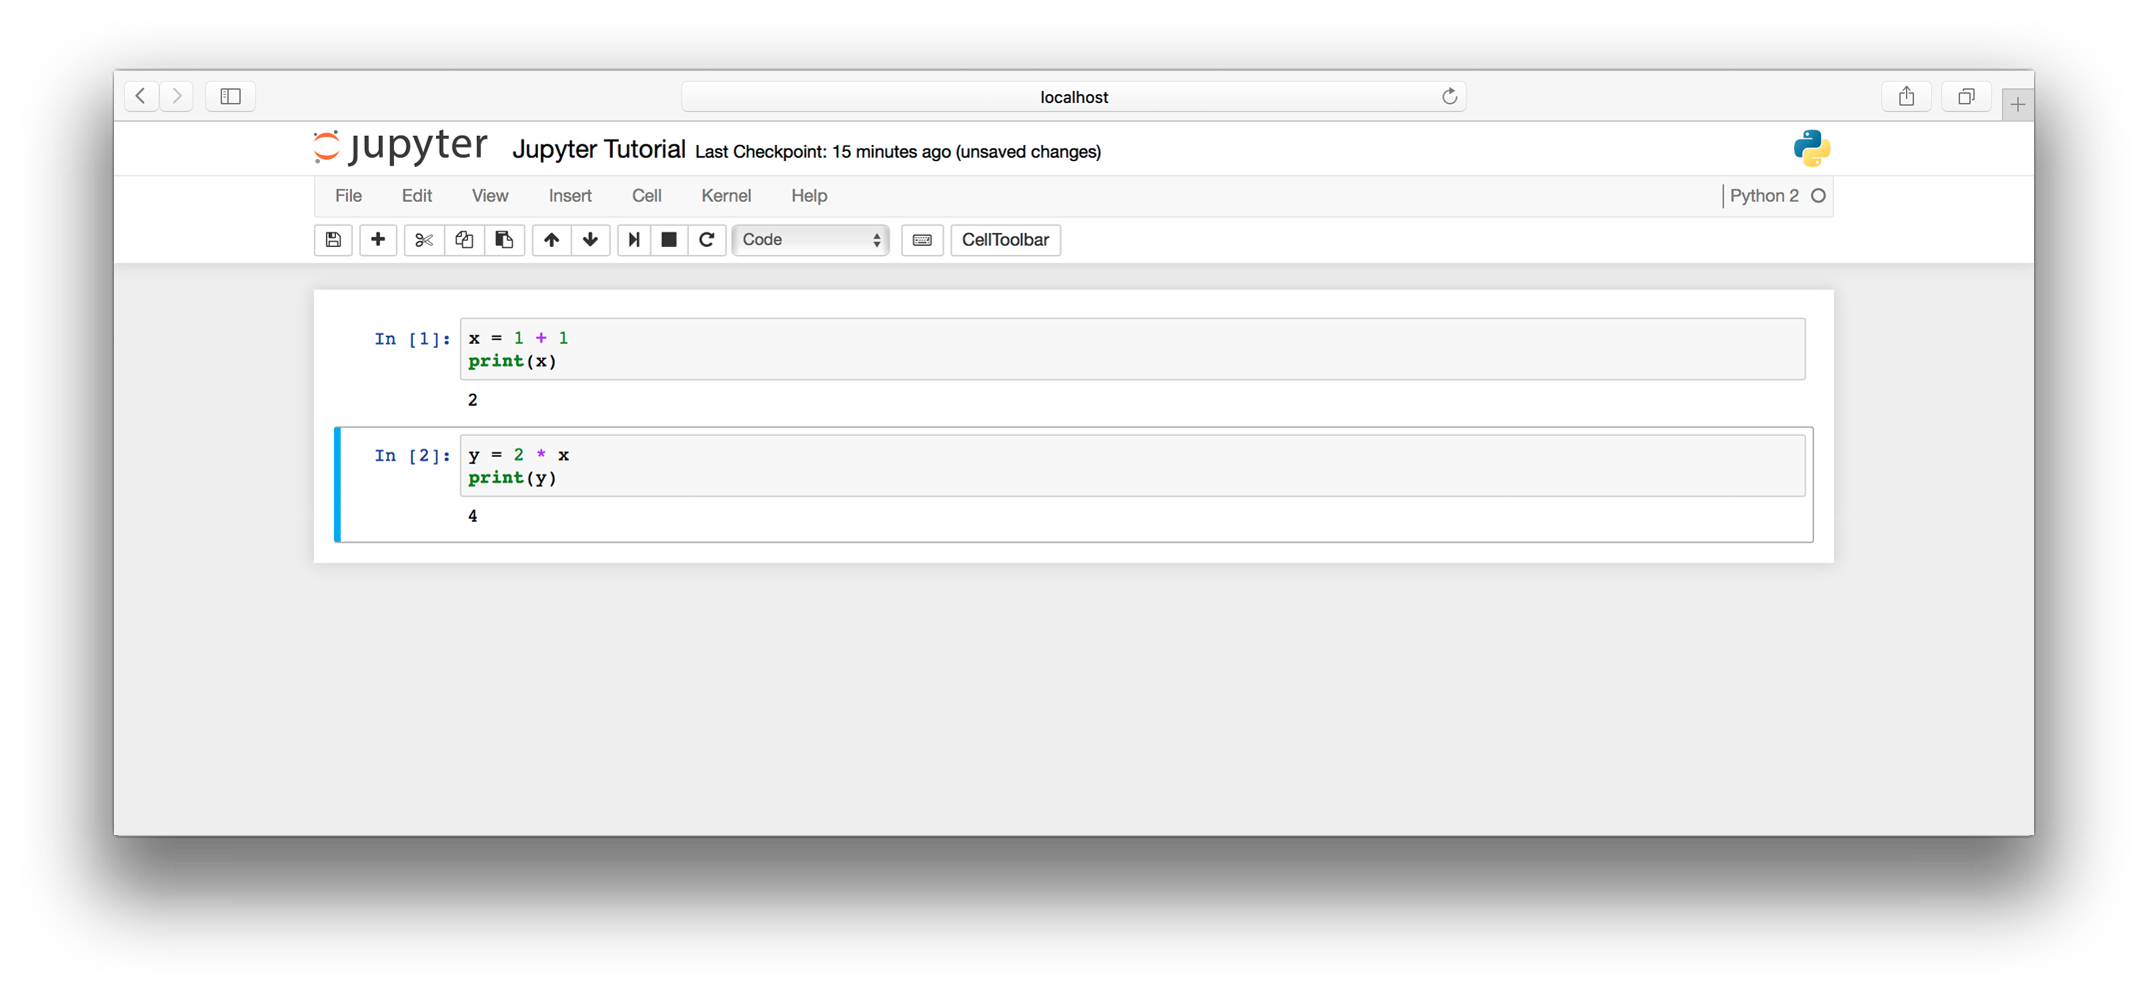 localhost
jupyter Jupyter Tutorial Last Checkpoint: 15 minutes ago (unsaved changes)
File Edit View Insert Cell Kernel Help Python 2
Code CellToolbar
In [1]: x = 1 + 1
print(x)
2
In [2]: y = 2 * x
print(y)
4